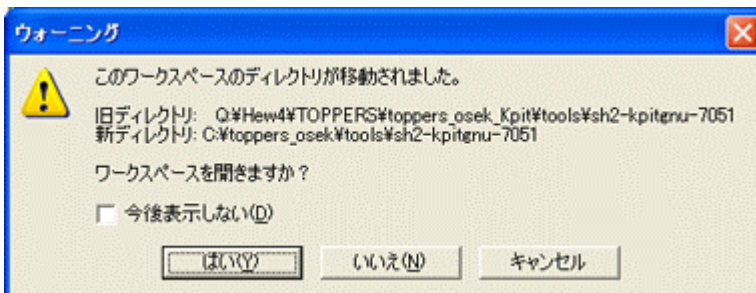 ウォーニング
このワークスペースのディレクトリが移動されました。
旧ディレクトリ: Q:¥Hew4¥TOPPERS¥toppers_osek_Kpit¥tools¥sh2-kpitgnu-7051
新ディレクトリ: C:¥toppers_osek¥tools¥sh2-kpitgnu-7051
ワークスペースを開きますか？
今後表示しない(D)
はい(Y) いいえ(N) キャンセル